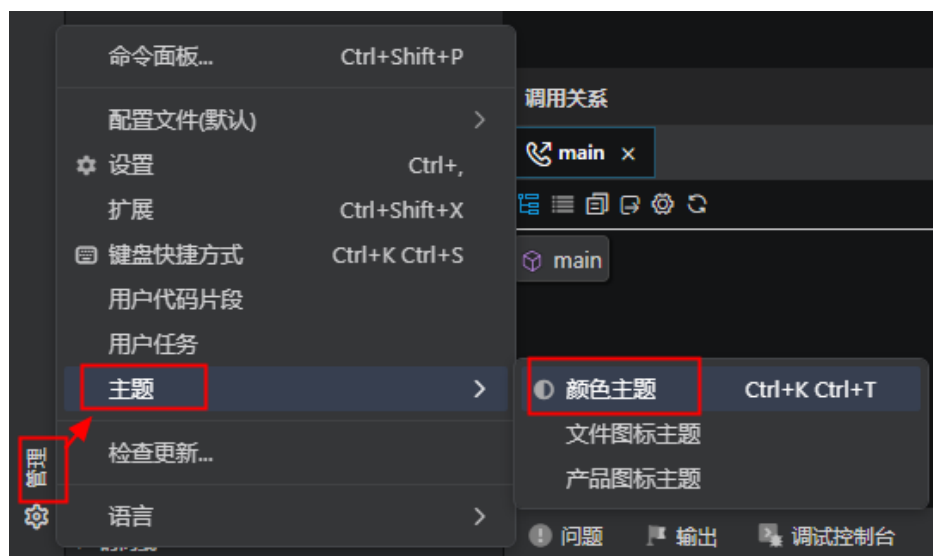 命令面板... Ctrl+Shift+P
配置文件(默认)
设置 Ctrl+,
扩展 Ctrl+Shift+X
键盘快捷方式 Ctrl+K Ctrl+S
用户代码片段
用户任务
主题
检查更新...
语言
管理
调用关系
main
main
颜色主题 Ctrl+K Ctrl+T
文件图标主题
产品图标主题
问题 输出 调试控制台